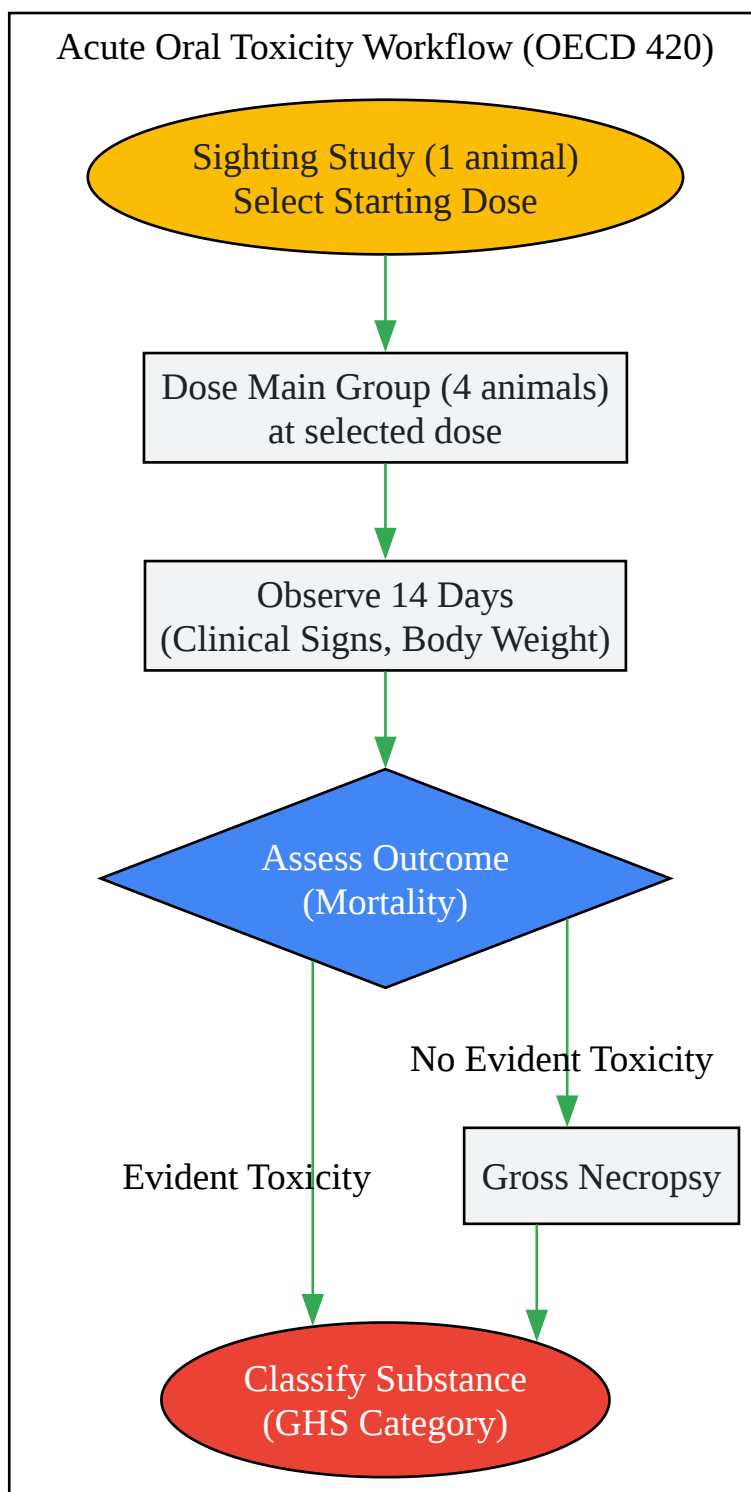 Acute Oral Toxicity Workflow (OECD 420)
Sighting Study (1 animal)
Select Starting Dose
Dose Main Group (4 animals)
at selected dose
Observe 14 Days
(Clinical Signs, Body Weight)
Assess Outcome
(Mortality)
No Evident Toxicity
Evident Toxicity
Gross Necropsy
Classify Substance
(GHS Category)